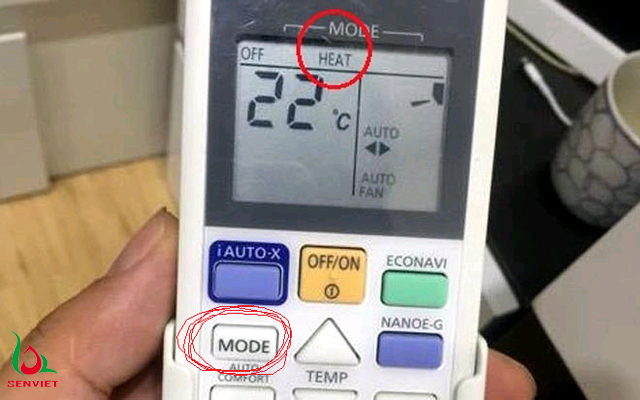 MODE
OFF HEAT
22 °C
AUTO
AUTO
FAN
iAUTO-X
OFF/ON
ECONAVI
MODE
NANOE-G
AUTO
COMFORT
TEMP
SENVIET